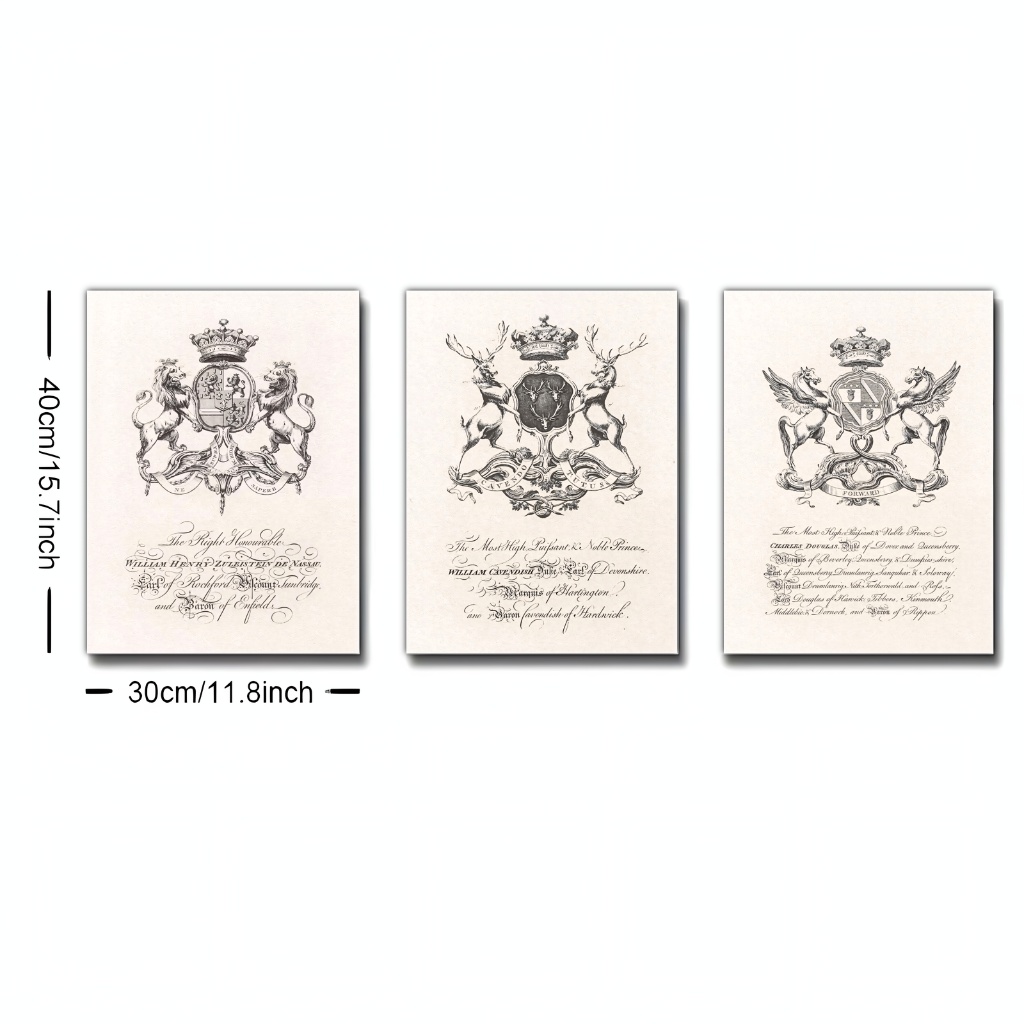 40cm/15.7inch
30cm/11.8inch
NE SAPERE
The Right Honourable
WILLIAM HENRY ZULEISTEIN DE NASSAU
Earl of Rochford Viscount Tunbridge
and Baron of Enfield
CAVENDO TUTUS
The Most High, Puissant & Noble Prince
WILLIAM CAVENDISH Duke & Earl of Devonshire.
Marquis of Hartington
and Baron Cavendish of Hardwick.
FORWARD
The Most High Puissant & Noble Prince
CHARLES DOUGLAS, Duke of Dover and Queensberry,
Marquis of Beverley Queensberry & Dumfries-shire,
Earl of Queensberry Drumlanrig Sanquhar & Solway,
Viscount Drumlanrig Nith Tortherwald and Ross,
Lord Douglas of Hawick Tibbers, Kinmouth
Middlebie & Dornock, and Baron of Rippon.